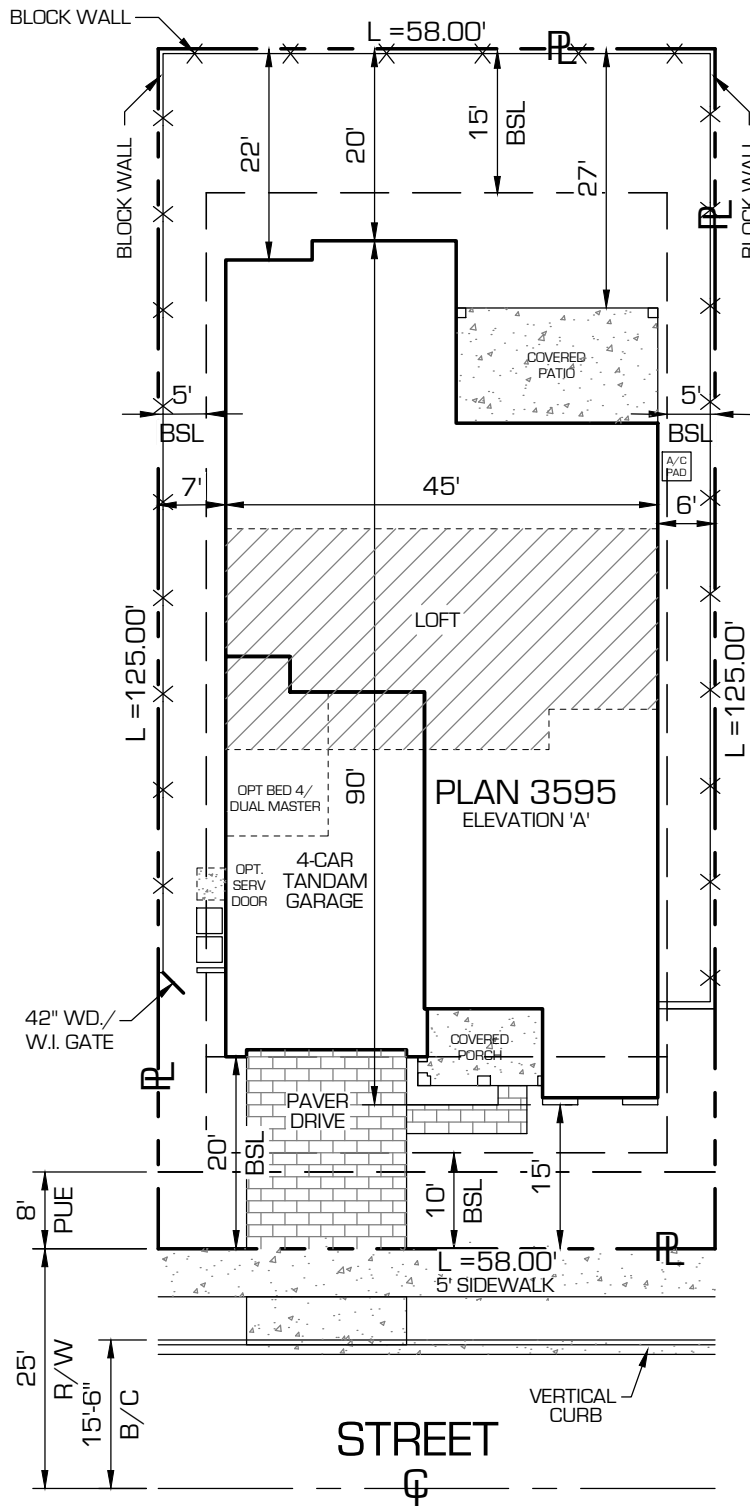 BLOCK WALL
L =58.00'
PL
22'
20'
15'
BSL
27'
BLOCK WALL
BLOCK WALL
PL
COVERED
PATIO
5'
BSL
5'
BSL
A/C
PAD
7'
45'
6'
LOFT
L =125.00'
L =125.00'
OPT BED 4/
DUAL MASTER
90'
PLAN 3595
ELEVATION 'A'
OPT.
SERV
DOOR
4-CAR
TANDAM
GARAGE
42" WD./
W.I. GATE
COVERED
PORCH
PL
PAVER
DRIVE
20'
BSL
10'
BSL
15'
8'
PUE
PL
L =58.00'
5' SIDEWALK
25'
R/W
15'-6"
B/C
VERTICAL
CURB
STREET
CL